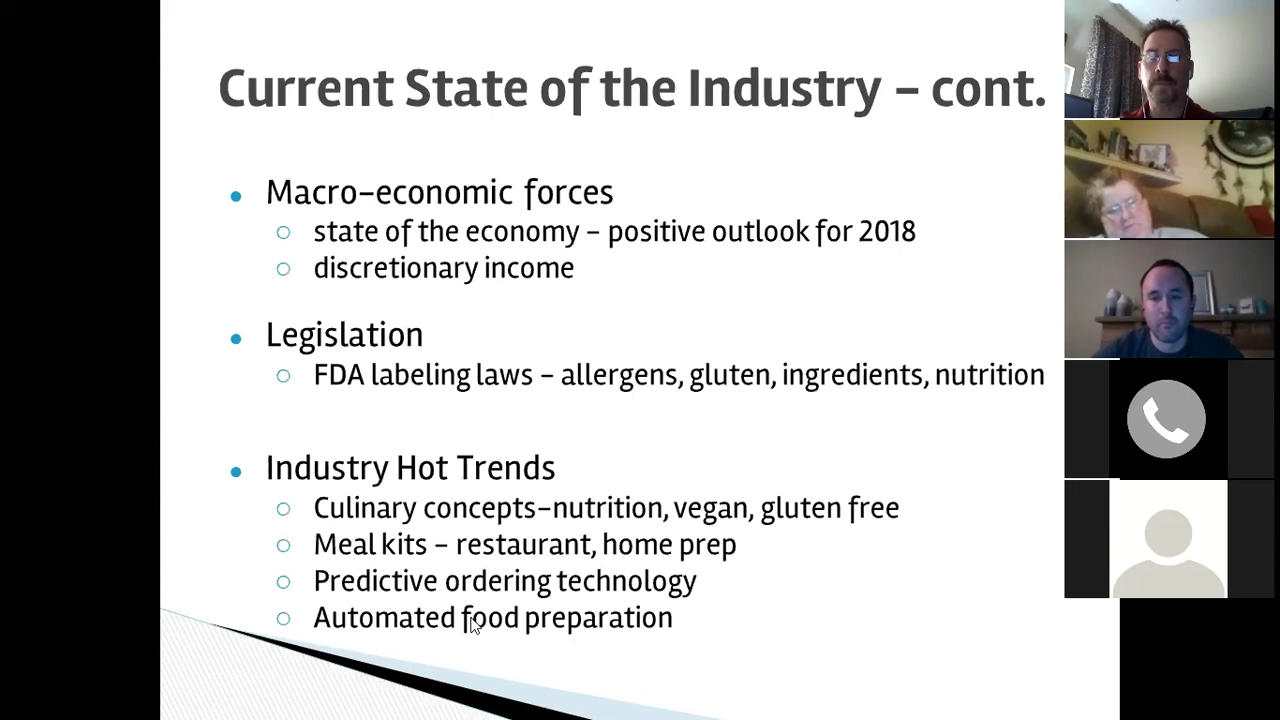 Current State of the Industry – cont.
Macro-economic forces
state of the economy – positive outlook for 2018
discretionary income
Legislation
FDA labeling laws – allergens, gluten, ingredients, nutrition
Industry Hot Trends
Culinary concepts-nutrition, vegan, gluten free
Meal kits – restaurant, home prep
Predictive ordering technology
Automated food preparation